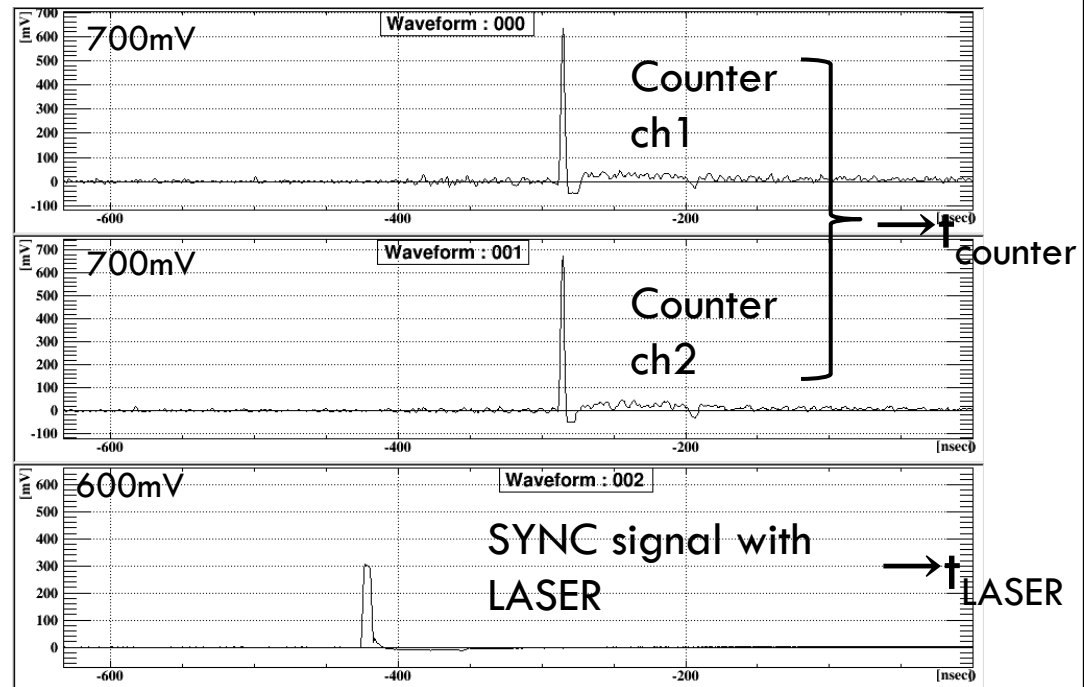 Waveform : 000
[mV]
700
700mV
600
500
400
300
200
100
0
-100
-600
-400
-200
[nsec]
0
Counter
ch1
Waveform : 001
[mV]
700
700mV
600
500
400
300
200
100
0
-100
-600
-400
-200
[nsec]
0
Counter
ch2
t counter
Waveform : 002
[mV]
600
600mV
500
400
300
200
100
0
-600
-400
-200
[nsec]
0
SYNC signal with
LASER
t LASER